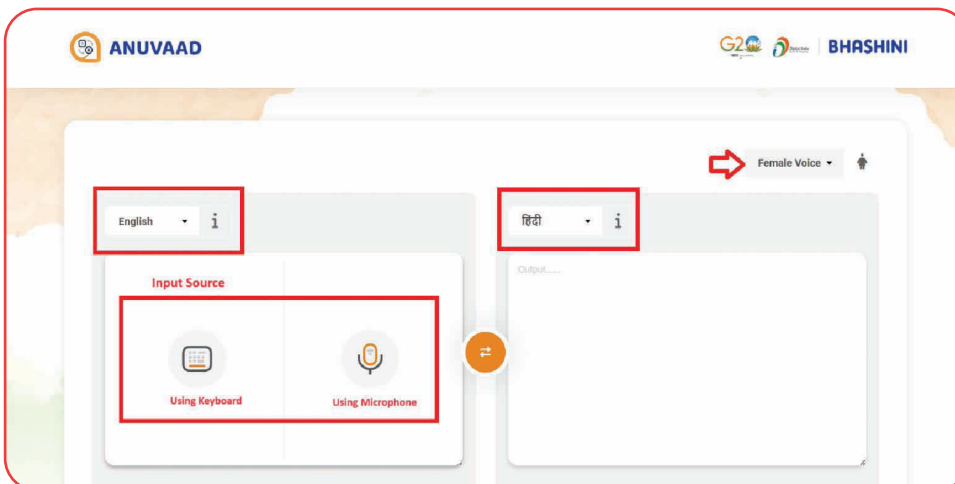 ANUVAAD
G20
BHASHINI
Female Voice
English
i
हिंदी
i
Input Source
Output......
Using Keyboard
Using Microphone